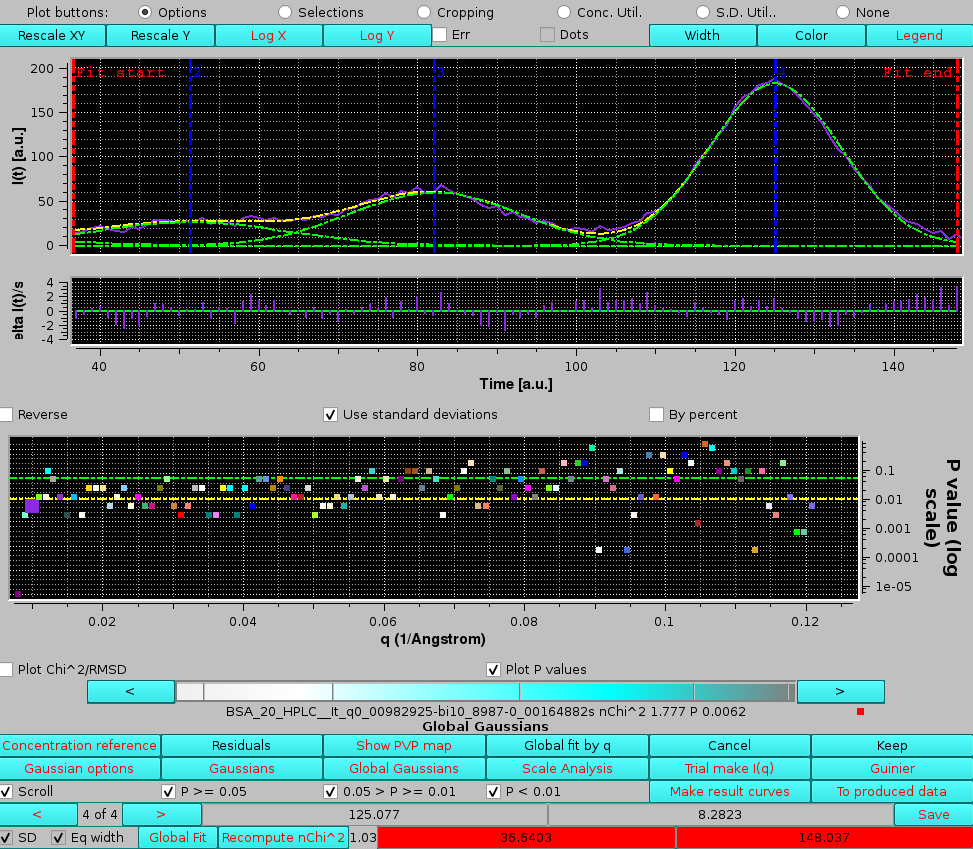 Plot buttons: Options Selections Cropping Conc. Util. S.D. Util.. None
Rescale XY Rescale Y Log X Log Y Err Dots Width Color Legend
200
150
100
50
0
I(t) [a.u.]
Fit start 2 3 Fit end
4
2
0
-2
-4
elta I(t)/s
40 60 80 100 120 140
Time [a.u.]
Reverse Use standard deviations By percent
0.1
0.01
0.001
0.0001
1e-05
P value (log scale)
0.02 0.04 0.06 0.08 0.1 0.12
q (1/Angstrom)
Plot Chi^2/RMSD Plot P values
< >
BSA_20_HPLC__It_q0_00982925-bi10_8987-0_00164882s nChi^2 1.777 P 0.0062
Global Gaussians
Concentration reference Residuals Show PVP map Global fit by q Cancel Keep
Gaussian options Gaussians Global Gaussians Scale Analysis Trial make I(q) Guinier
Scroll P >= 0.05 0.05 > P >= 0.01 P < 0.01 Make result curves To produced data
< 4 of 4 > 125.077 8.2823 Save
SD Eq width Global Fit Recompute nChi^2 1.03 36.6403 148.037